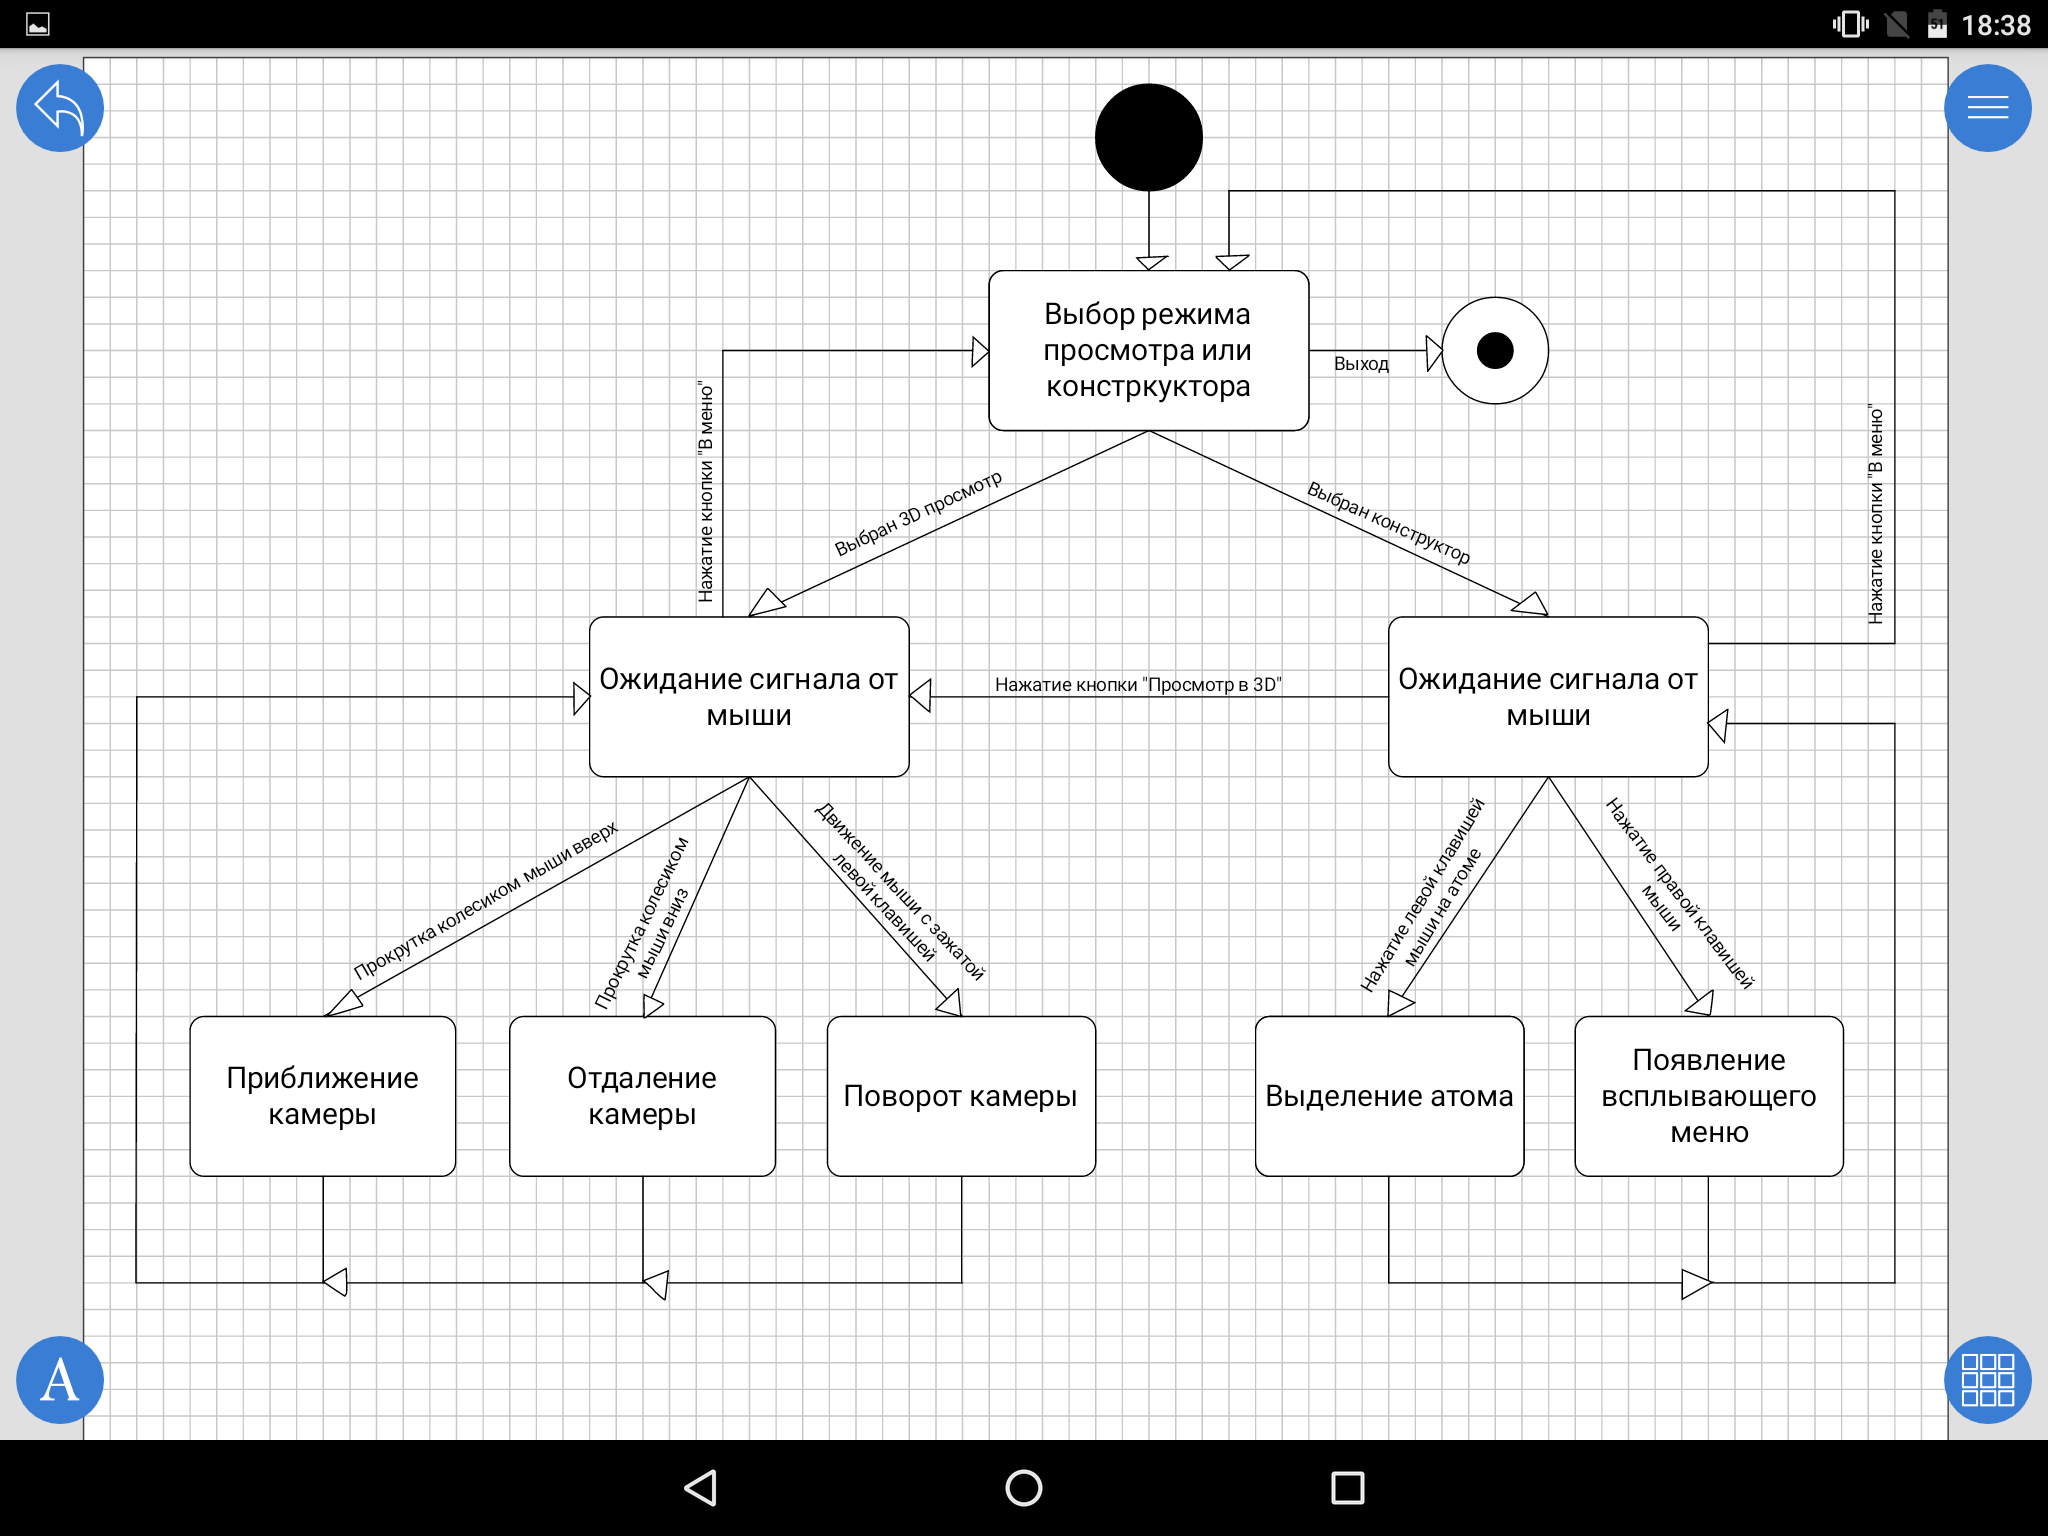 51
18:38
Выбор режима
просмотра или
констркуктора
Выход
Нажатие кнопки "В меню"
Нажатие кнопки "В меню"
Выбран 3D просмотр
Выбран конструктор
Ожидание сигнала от
мыши
Нажатие кнопки "Просмотр в 3D"
Ожидание сигнала от
мыши
Прокрутка колесиком мыши вверх
Прокрутка колесиком
мыши вниз
Движение мыши с зажатой
левой клавишей
Нажатие левой клавишей
мыши на атоме
Нажатие правой клавишей
мыши
Приближение
камеры
Отдаление
камеры
Поворот камеры
Выделение атома
Появление
всплывающего
меню
A